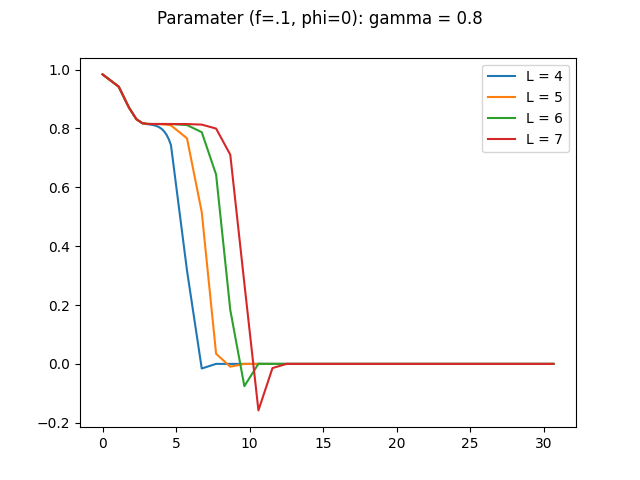 Paramater (f=.1, phi=0): gamma = 0.8
1.0
0.8
0.6
0.4
0.2
0.0
−0.2
0
5
10
15
20
25
30
L = 4
L = 5
L = 6
L = 7